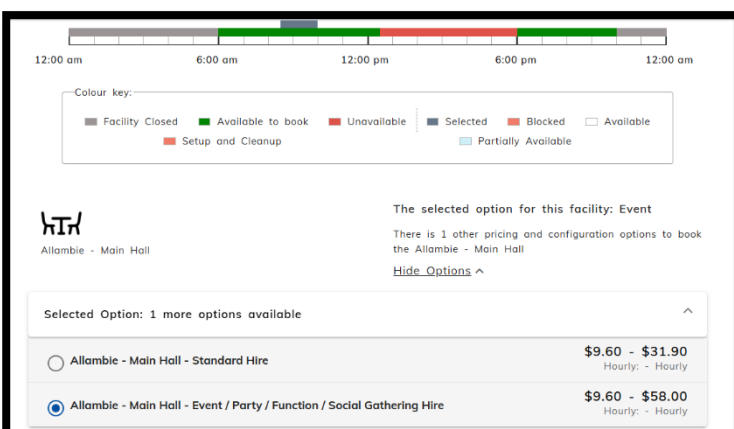 12:00 am 6:00 am 12:00 pm 6:00 pm 12:00 am
Colour key:
Facility Closed Available to book Unavailable Selected Blocked Available
Setup and Cleanup Partially Available
The selected option for this facility: Event
There is 1 other pricing and configuration options to book
the Allambie - Main Hall
Allambie - Main Hall
Hide Options
Selected Option: 1 more options available
Allambie - Main Hall - Standard Hire $9.60 - $31.90
Hourly: - Hourly
Allambie - Main Hall - Event / Party / Function / Social Gathering Hire $9.60 - $58.00
Hourly: - Hourly